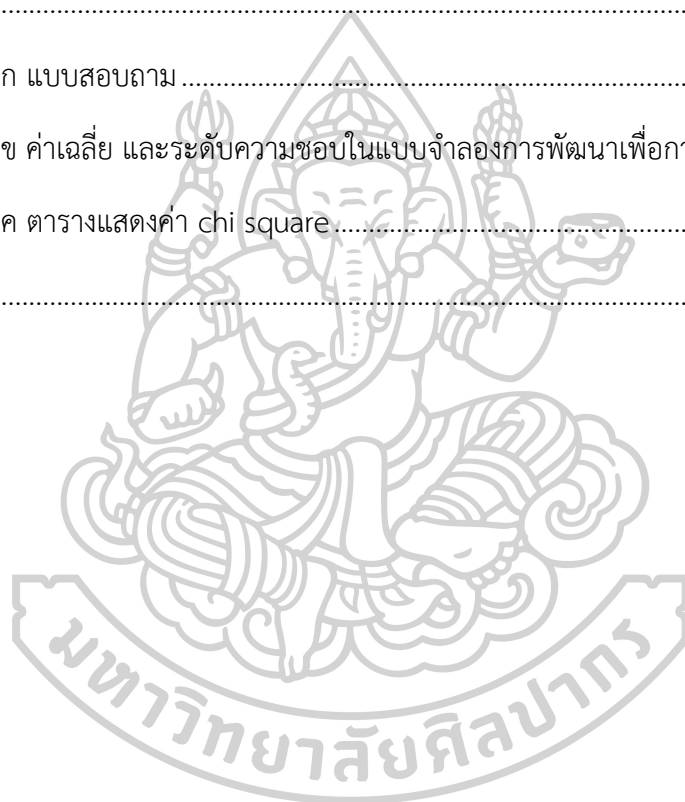 ................................................................................
ก แบบสอบถาม ................................................................................
ข ค่าเฉลี่ย และระดับความชอบในแบบจำลองการพัฒนาเพื่อกา
ค ตารางแสดงค่า chi square ................................................................................
................................................................................
มหาวิทยาลัยศิลปากร